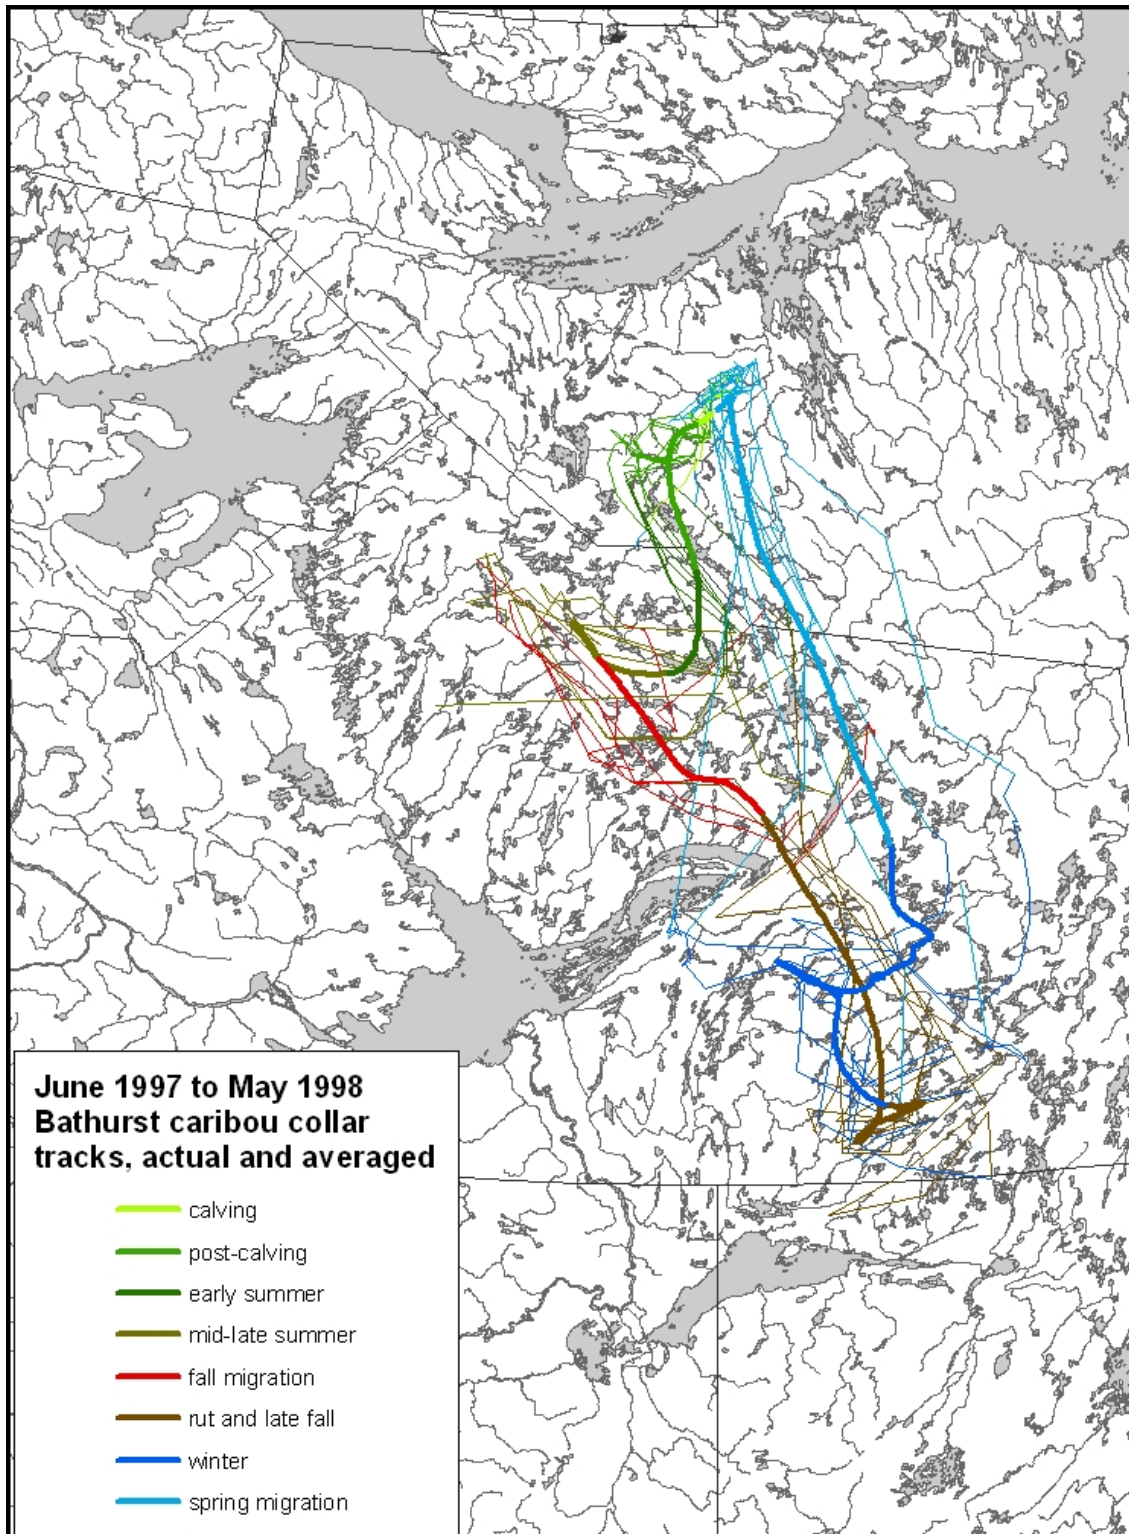 June 1997 to May 1998
Bathurst caribou collar
tracks, actual and averaged
calving
post-calving
early summer
mid-late summer
fall migration
rut and late fall
winter
spring migration